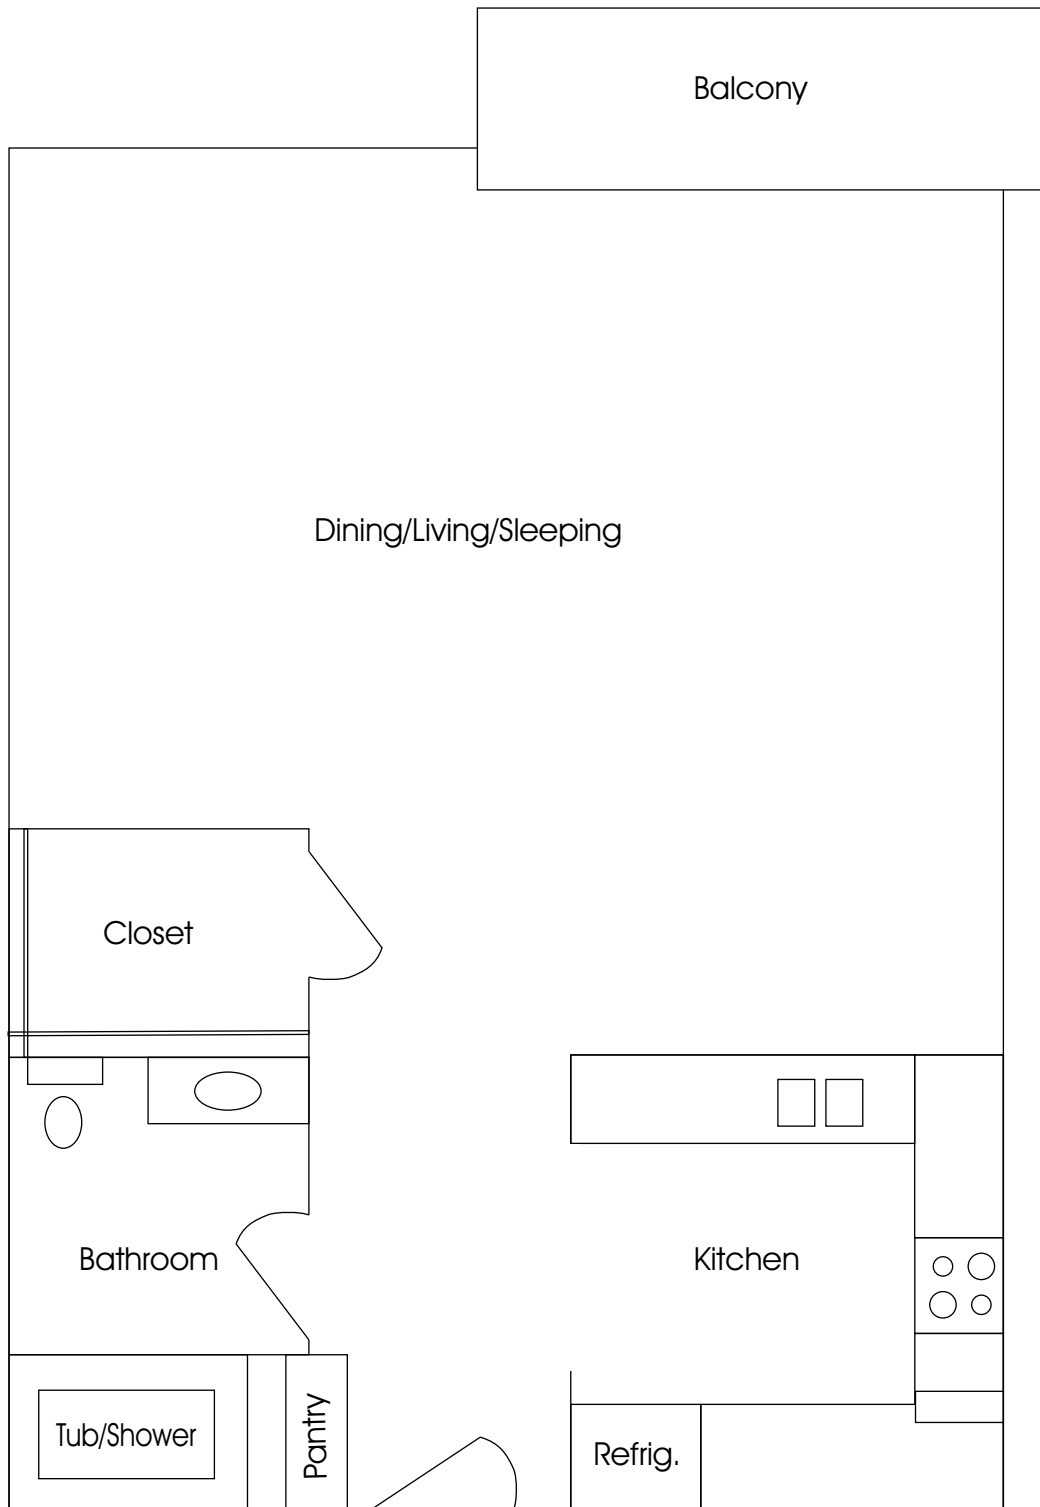 Balcony
Dining/Living/Sleeping
Closet
Bathroom
Kitchen
Tub/Shower
Pantry
Refrig.